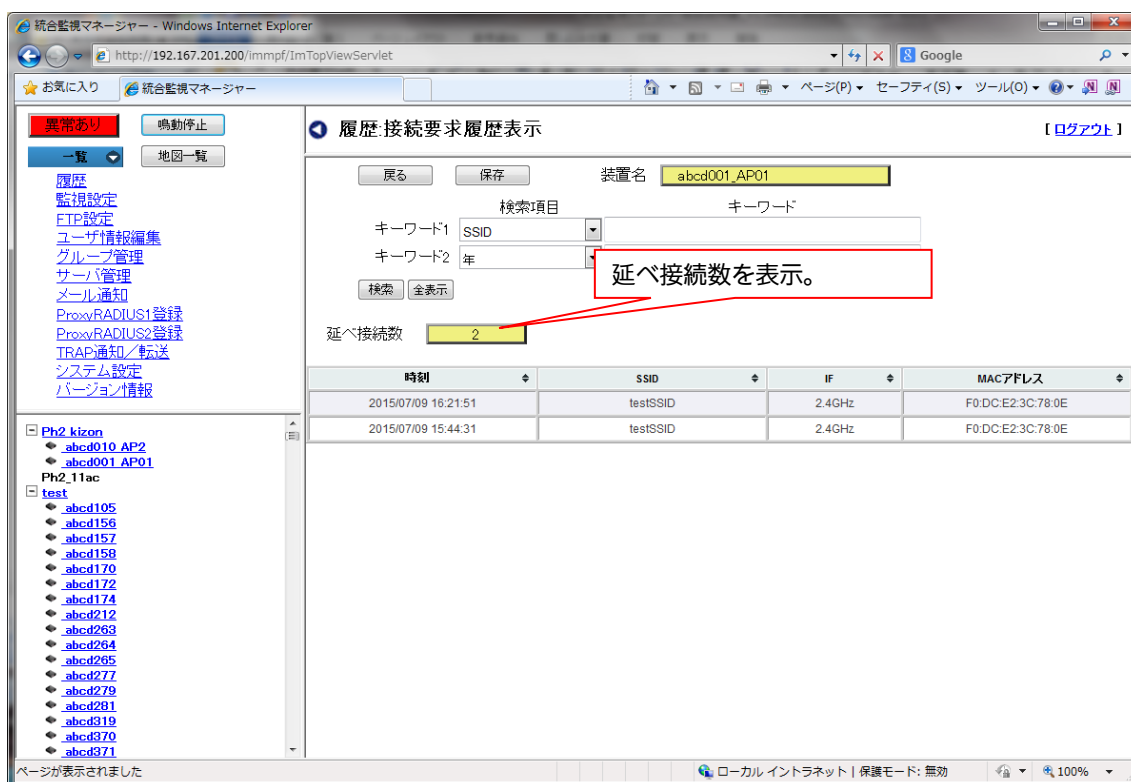 統合監視マネージャー - Windows Internet Explorer
http://192.167.201.200/immpf/ImTopViewServlet
Google
お気に入り
統合監視マネージャー
ページ(P)
セーフティ(S)
ツール(O)
異常あり
鳴動停止
一覧
地図一覧
履歴
監視設定
FTP設定
ユーザ情報編集
グループ管理
サーバ管理
メール通知
ProxyRADIUS1登録
ProxyRADIUS2登録
TRAP通知／転送
システム設定
バージョン情報
Ph2 kizon
abcd010 AP2
abcd001 AP01
Ph2_11ac
test
abcd105
abcd156
abcd157
abcd158
abcd170
abcd172
abcd174
abcd212
abcd263
abcd264
abcd265
abcd277
abcd279
abcd281
abcd319
abcd370
abcd371
履歴:接続要求履歴表示
[ ログアウト ]
戻る
保存
装置名
abcd001_AP01
検索項目
キーワード
キーワード1
SSID
キーワード2
年
検索
全表示
延べ接続数を表示。
延べ接続数
2
時刻 SSID IF MACアドレス
2015/07/09 16:21:51 testSSID 2.4GHz F0:DC:E2:3C:78:0E
2015/07/09 15:44:31 testSSID 2.4GHz F0:DC:E2:3C:78:0E
ページが表示されました
ローカル イントラネット | 保護モード: 無効
100%